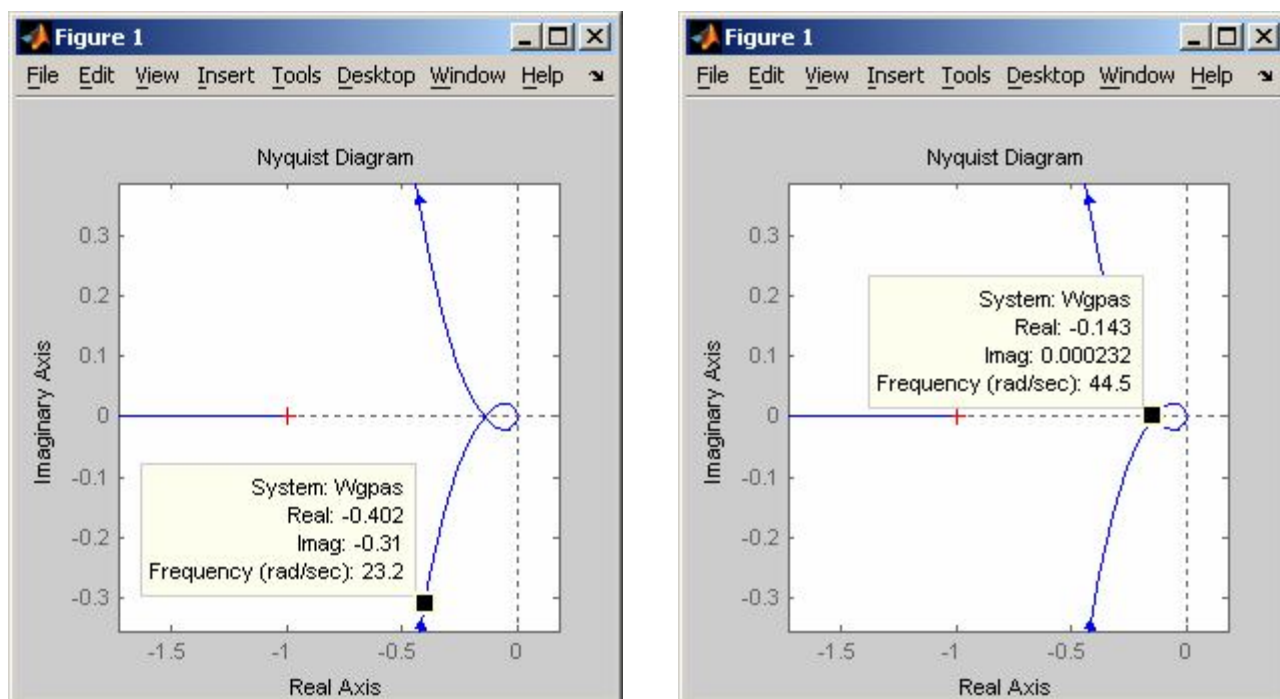 Figure 1
File Edit View Insert Tools Desktop Window Help
Nyquist Diagram
Imaginary Axis
0.3
0.2
0.1
0
-0.1
-0.2
-0.3
System: Wgpas
Real: -0.402
Imag: -0.31
Frequency (rad/sec): 23.2
-1.5 -1 -0.5 0
Real Axis
Figure 1
File Edit View Insert Tools Desktop Window Help
Nyquist Diagram
Imaginary Axis
0.3
0.2
0.1
0
-0.1
-0.2
-0.3
System: Wgpas
Real: -0.143
Imag: 0.000232
Frequency (rad/sec): 44.5
-1.5 -1 -0.5 0
Real Axis